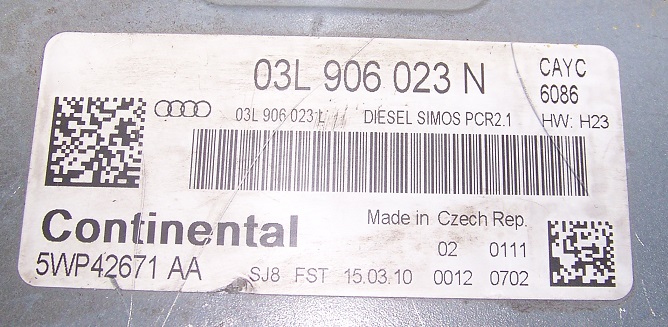 03L 906 023 N
CAYC
6086
03L 906 023 L DIESEL SIMOS PCR2.1 HW: H23
Continental
Made in Czech Rep.
5WP42671 AA
02 0111
SJ8 FST 15.03.10 0012 0702